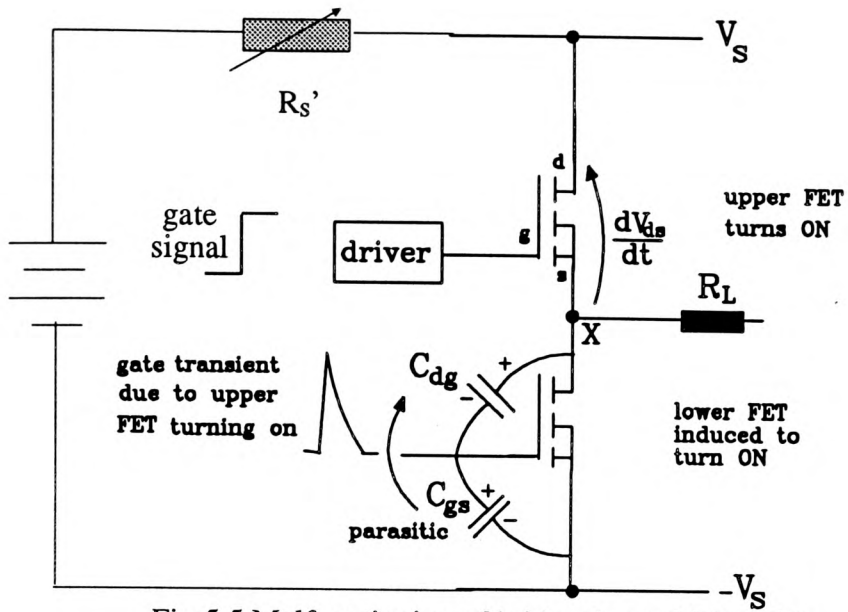 V_S
R_S'
d
g
s
dV_ds
dt
upper FET
turns ON
gate
signal
driver
R_L
X
gate transient
due to upper
FET turning on
C_dg
+
-
lower FET
induced to
turn ON
C_gs
+
-
parasitic
-V_S